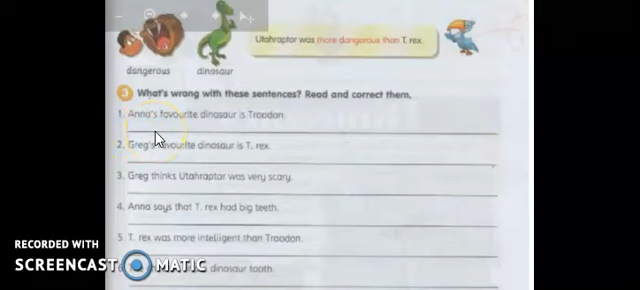 Utahraptor was more dangerous than T. rex.
dangerous
dinosaur
3 What's wrong with these sentences? Read and correct them.
1. Anna's favourite dinosaur is Troodon.
2. Greg's favourite dinosaur is T. rex.
3. Greg thinks Utahraptor was very scary.
4. Anna says that T. rex had big teeth.
5. T. rex was more intelligent than Troodon.
dinosaur tooth.
RECORDED WITH
SCREENCAST MATIC